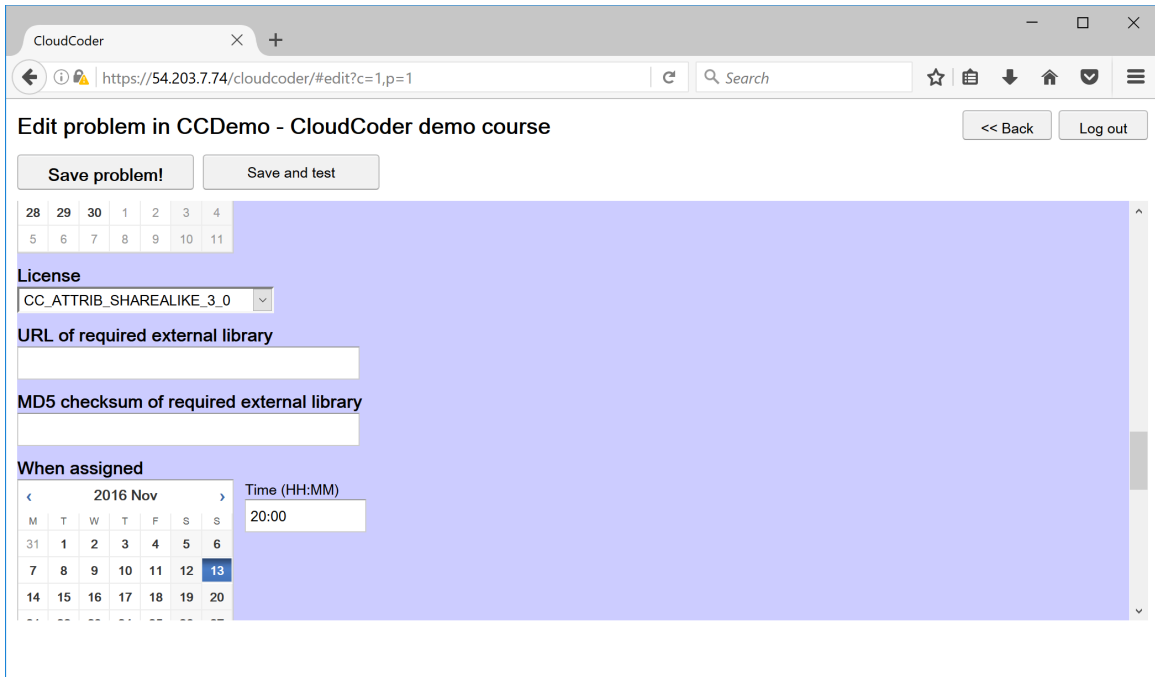 CloudCoder
https://54.203.7.74/cloudcoder/#edit?c=1,p=1
Search
Edit problem in CCDemo - CloudCoder demo course
<< Back
Log out
Save problem!
Save and test
28 29 30 1 2 3 4
5 6 7 8 9 10 11
License
CC_ATTRIB_SHAREALIKE_3_0
URL of required external library
MD5 checksum of required external library
When assigned
‹ 2016 Nov ›
Time (HH:MM)
M T W T F S S
20:00
31 1 2 3 4 5 6
7 8 9 10 11 12 13
14 15 16 17 18 19 20